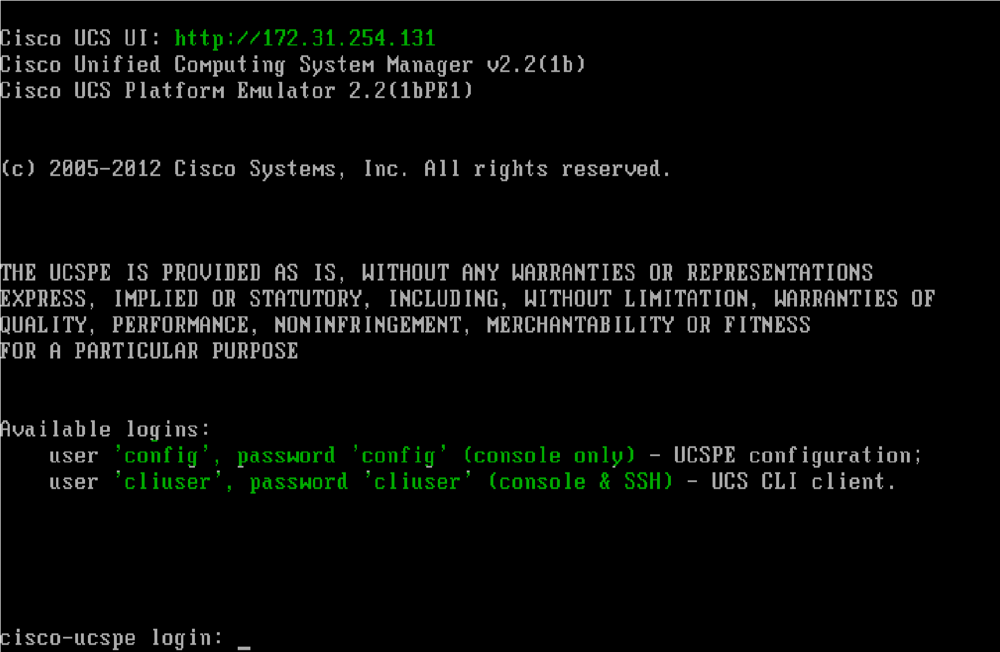 Cisco UCS UI: http://172.31.254.131
Cisco Unified Computing System Manager v2.2(1b)
Cisco UCS Platform Emulator 2.2(1bPE1)
(c) 2005-2012 Cisco Systems, Inc. All rights reserved.
THE UCSPE IS PROVIDED AS IS, WITHOUT ANY WARRANTIES OR REPRESENTATIONS
EXPRESS, IMPLIED OR STATUTORY, INCLUDING, WITHOUT LIMITATION, WARRANTIES OF
QUALITY, PERFORMANCE, NONINFRINGEMENT, MERCHANTABILITY OR FITNESS
FOR A PARTICULAR PURPOSE
Available logins:
user 'config', password 'config' (console only) - UCSPE configuration;
user 'cliuser', password 'cliuser' (console & SSH) - UCS CLI client.
cisco-ucspe login: _